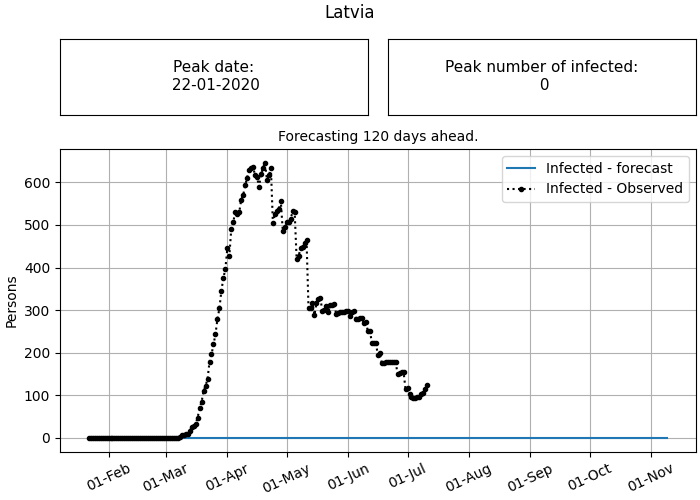 Latvia
Peak date:
22-01-2020
Peak number of infected:
0
Forecasting 120 days ahead.
Infected - forecast
Infected - Observed
Persons
600
500
400
300
200
100
0
01-Feb
01-Mar
01-Apr
01-May
01-Jun
01-Jul
01-Aug
01-Sep
01-Oct
01-Nov